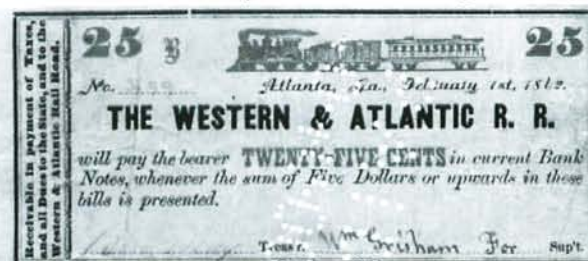 Receivable in payment of Taxes,
and all Dues to the State, and to the
Western & Atlantic Rail Road.
25 25
No. Atlanta, Ga., February 1st, 1862.
THE WESTERN & ATLANTIC R. R.
will pay the bearer TWENTY-FIVE CENTS in current Bank
Notes, whenever the sum of Five Dollars or upwards in these
bills is presented.
Treas'r. Wm Grisham For Sup't